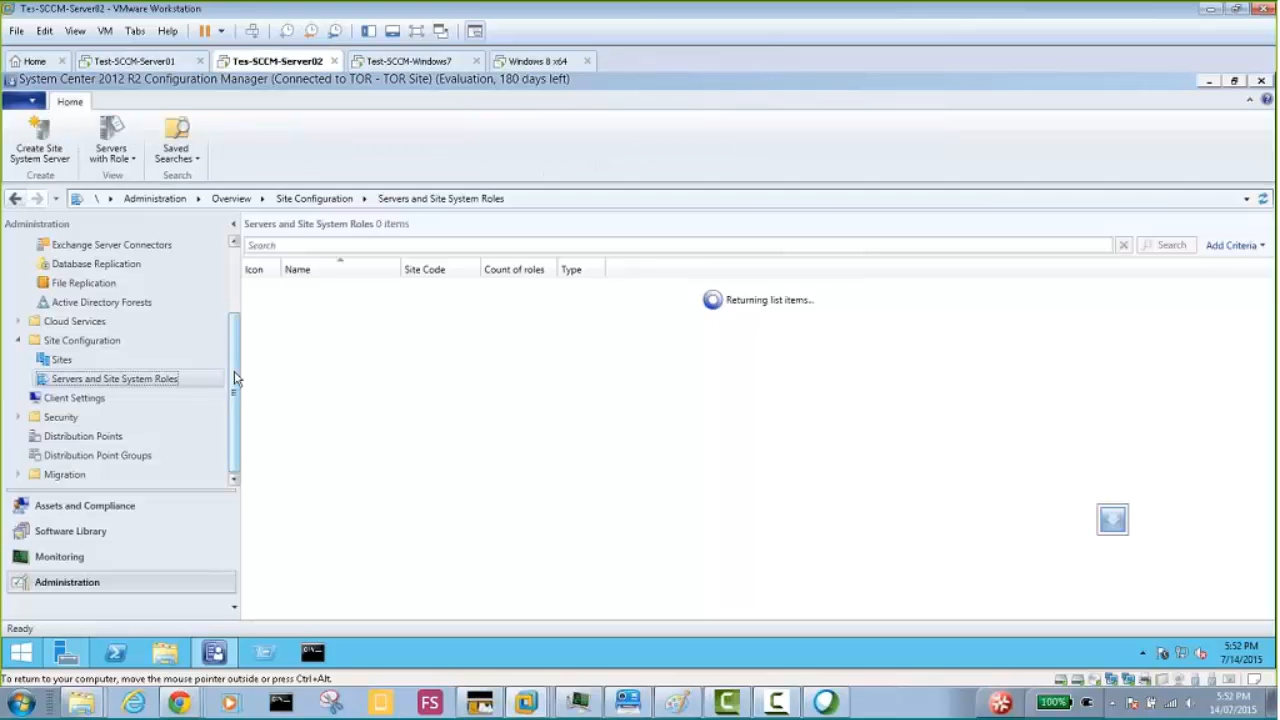 Tes-SCCM-Server02 - VMware Workstation
File Edit View VM Tabs Help
Home Test-SCCM-Server01 Tes-SCCM-Server02 Test-SCCM-Windows7 Windows 8 x64
System Center 2012 R2 Configuration Manager (Connected to TOR - TOR Site) (Evaluation, 180 days left)
Home
Create Site System Server
Servers with Role
Saved Searches
Create View Search
\ Administration Overview Site Configuration Servers and Site System Roles
Administration
Servers and Site System Roles 0 items
Exchange Server Connectors
Search Search Add Criteria
Database Replication
Icon Name Site Code Count of roles Type
File Replication
Returning list items...
Active Directory Forests
Cloud Services
Site Configuration
Sites
Servers and Site System Roles
Client Settings
Security
Distribution Points
Distribution Point Groups
Migration
Assets and Compliance
Software Library
Monitoring
Administration
Ready
5:52 PM
7/14/2015
To return to your computer, move the mouse pointer outside or press Ctrl+Alt.
FS
100%
5:52 PM
14/07/2015